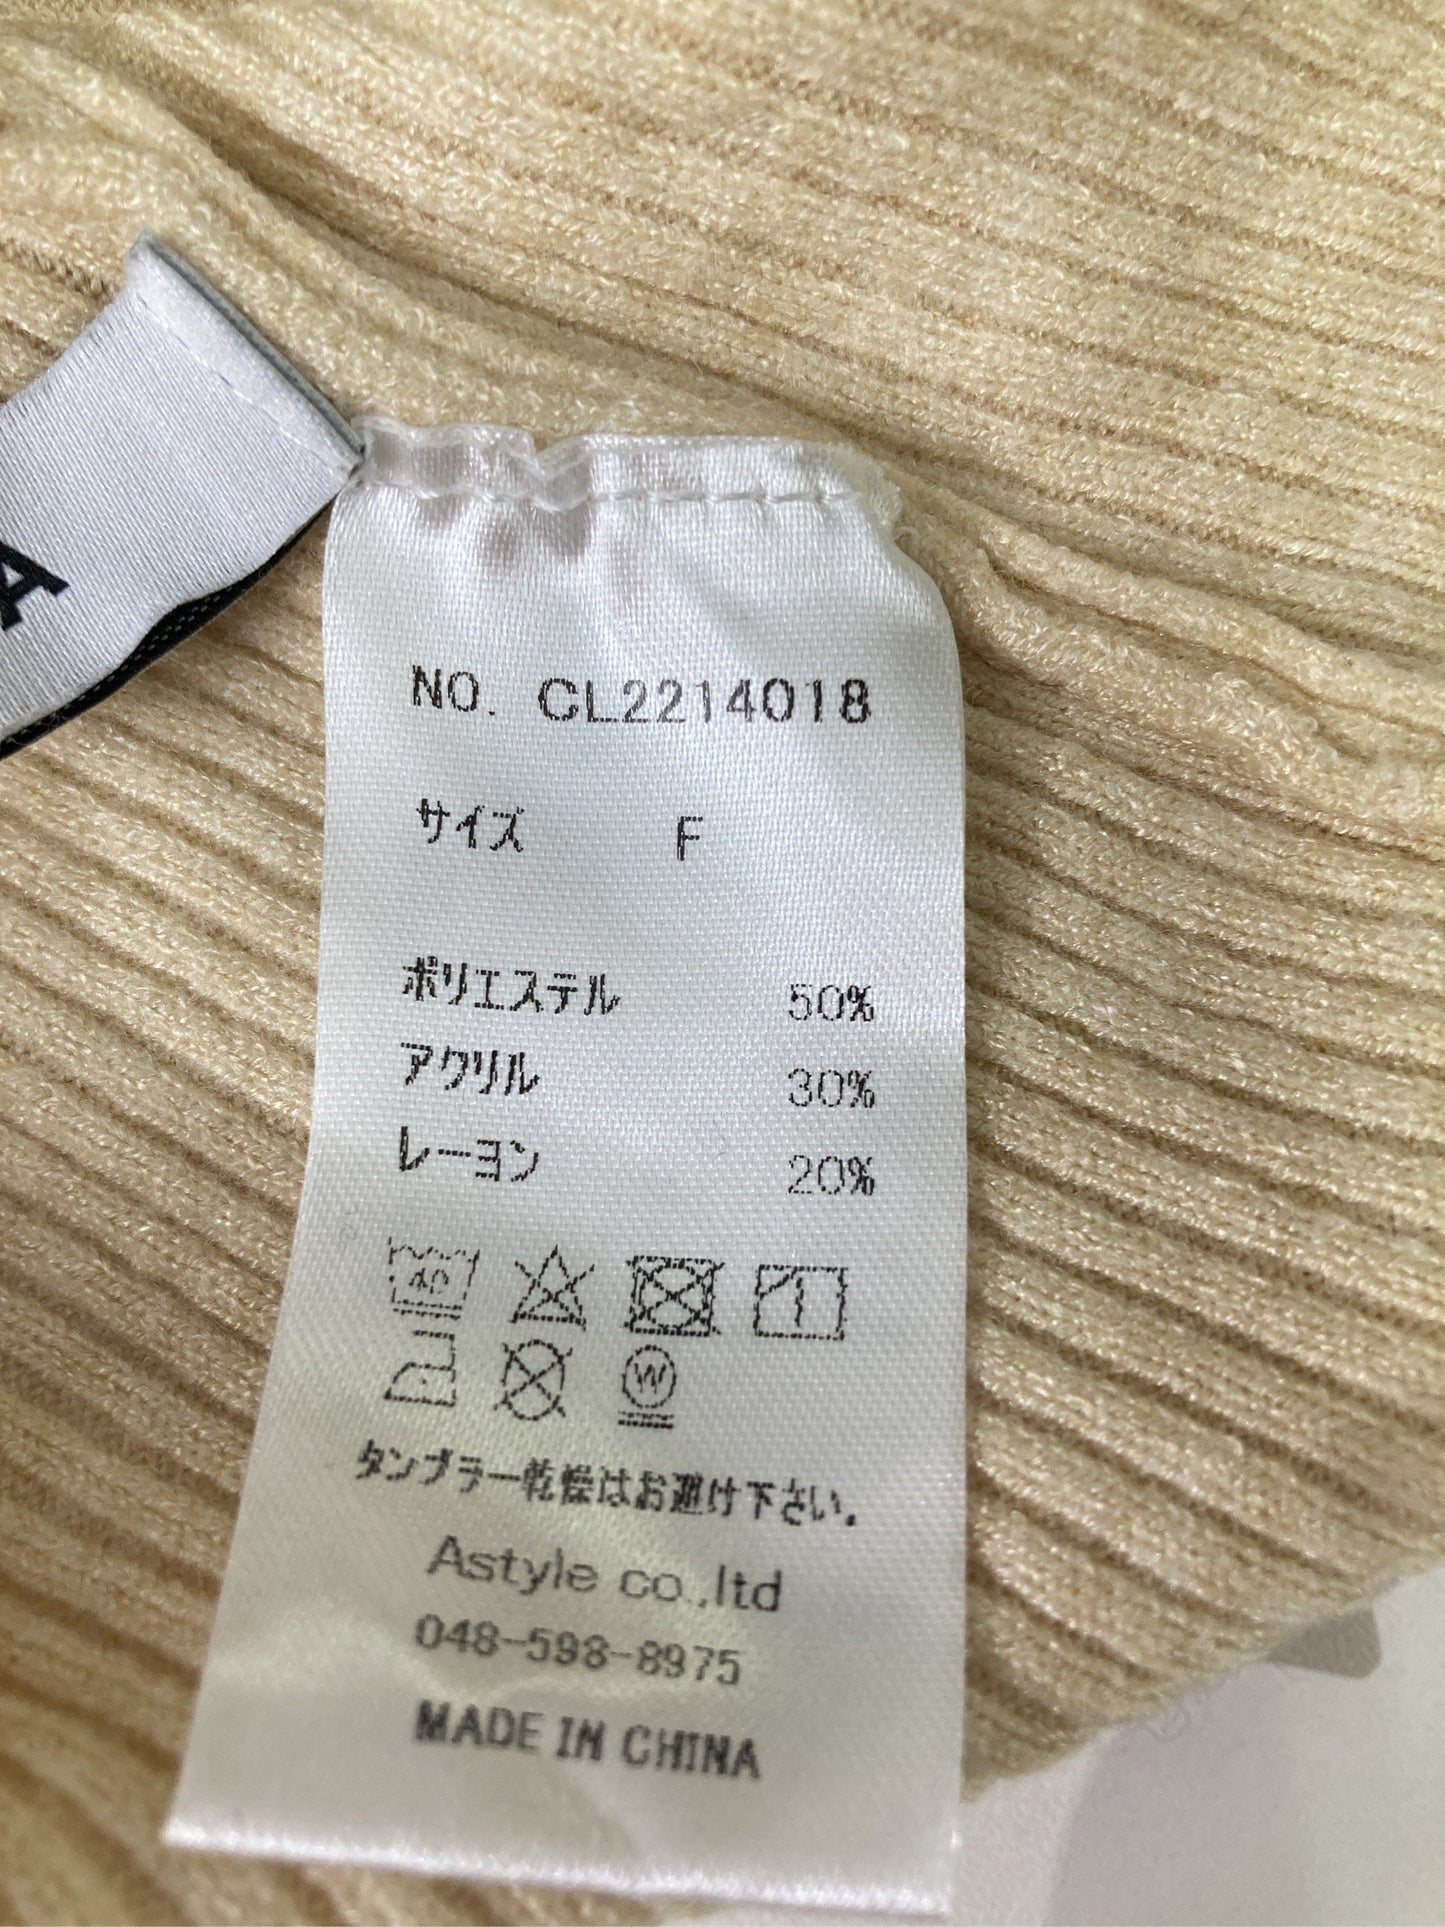 A
NO. CL2214018
サイズ F
ポリエステル 50%
アクリル 30%
レーヨン 20%
40
W
タンブラー乾燥はお避け下さい.
Astyle co.,ltd
048-598-8975
MADE IN CHINA